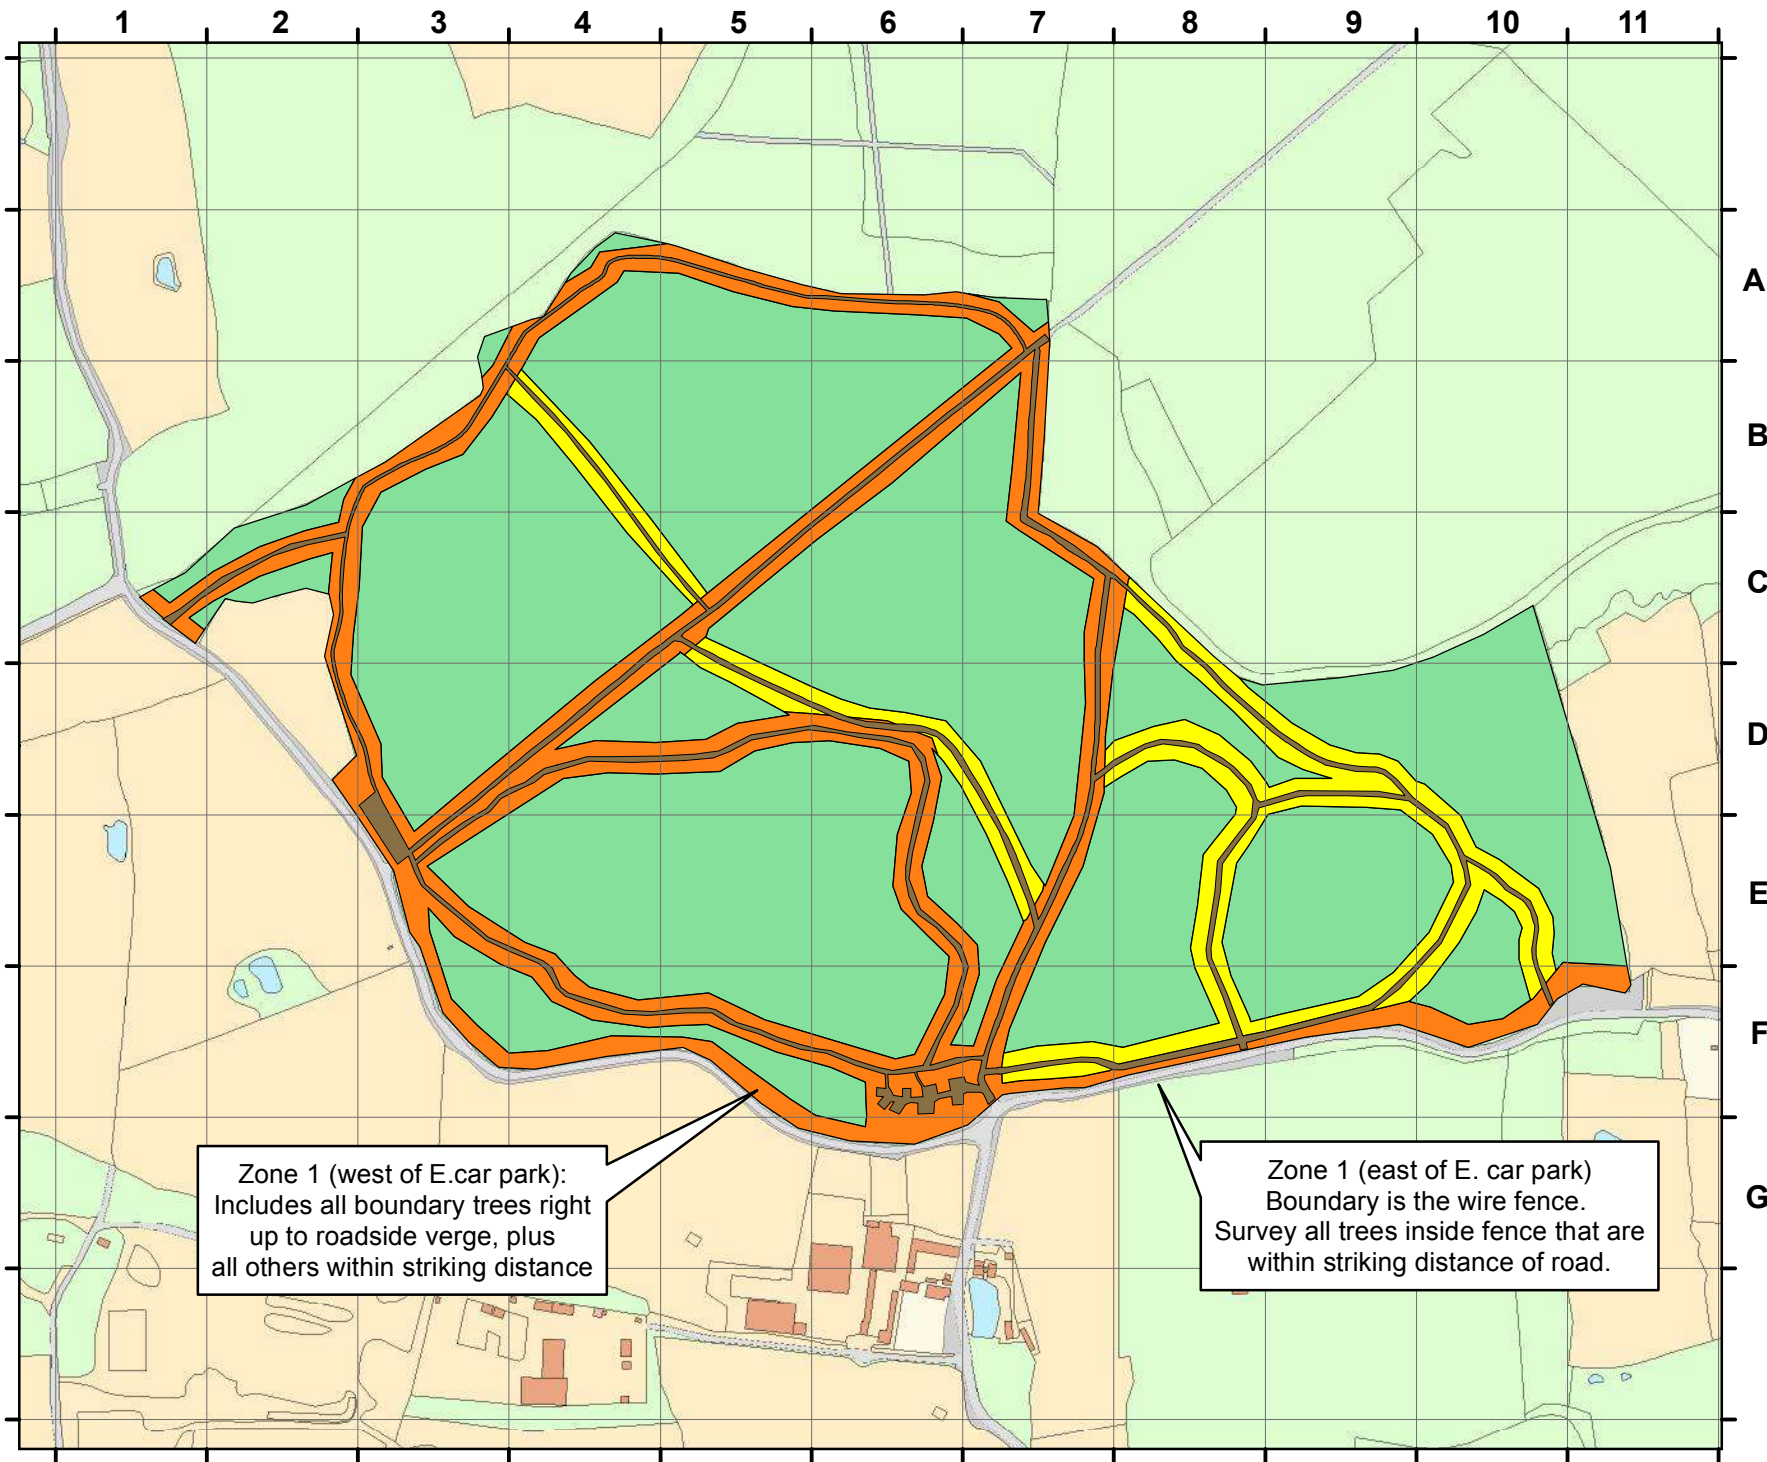 1 2 3 4 5 6 7 8 9 10 11
A
B
C
D
E
F
G
Zone 1 (west of E.car park):
Includes all boundary trees right
up to roadside verge, plus
all others within striking distance
Zone 1 (east of E. car park)
Boundary is the wire fence.
Survey all trees inside fence that are
within striking distance of road.